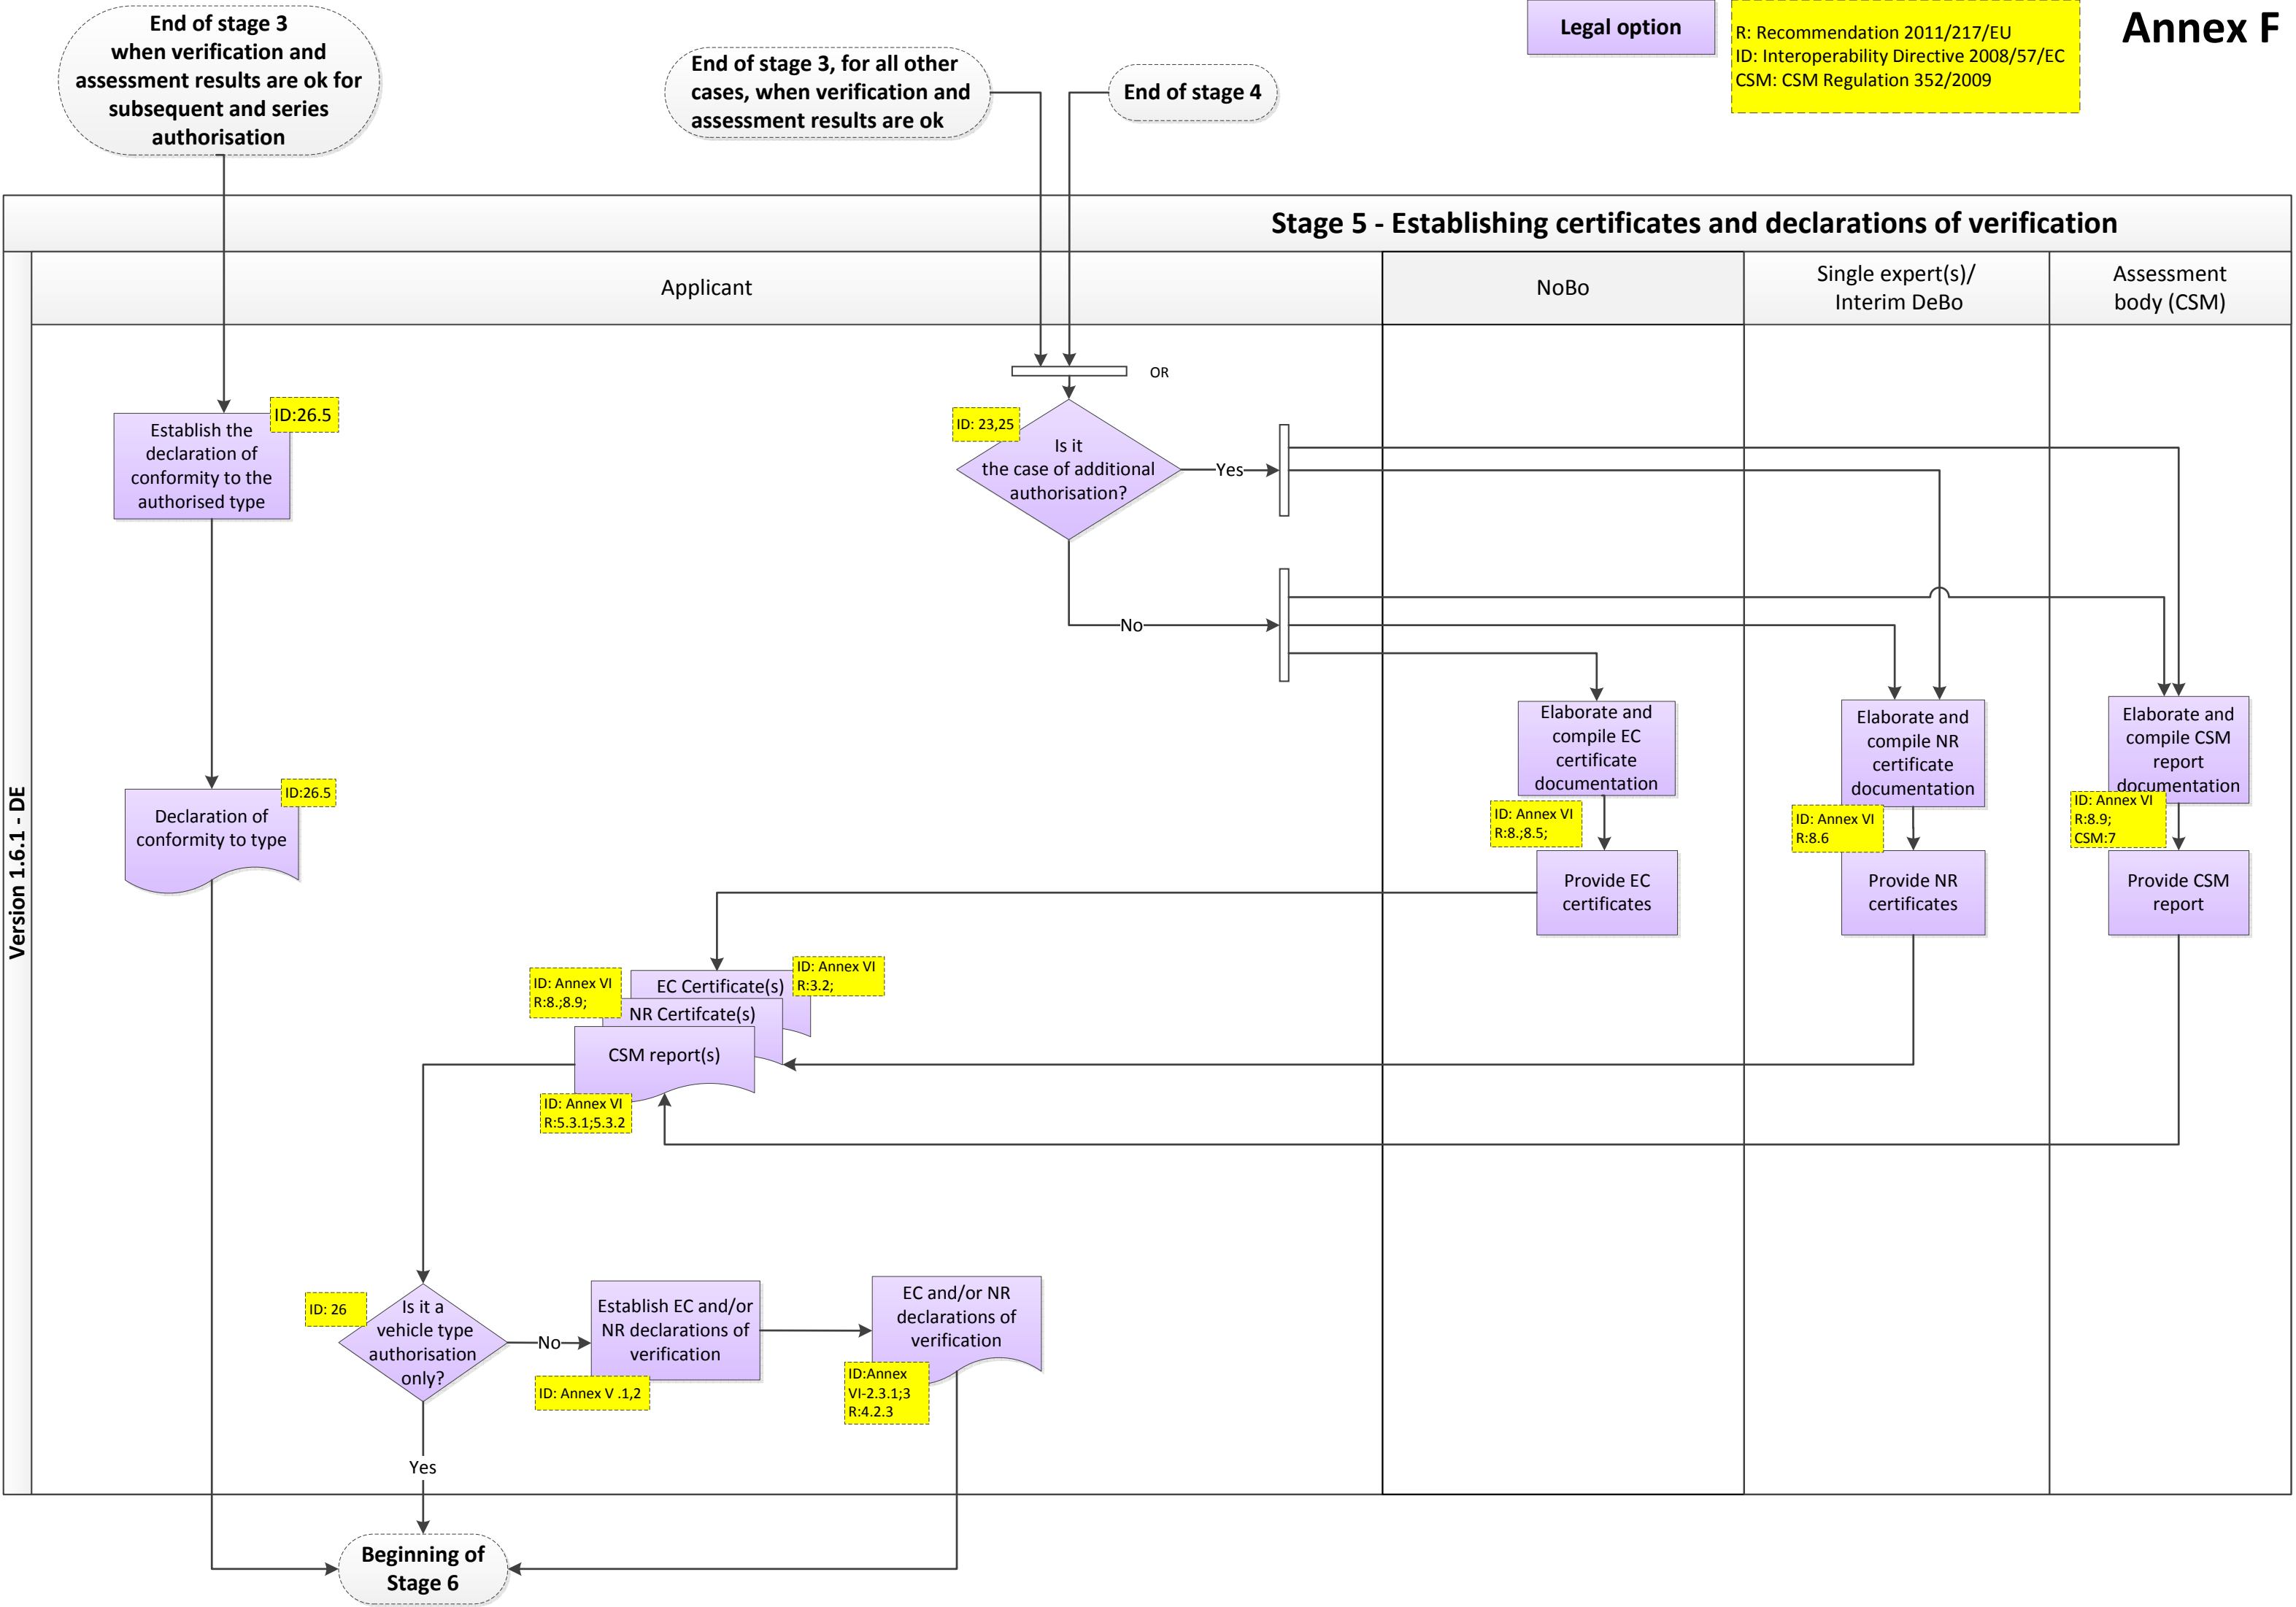 End of stage 3
when verification and
assessment results are ok for
subsequent and series
authorisation
End of stage 3, for all other
cases, when verification and
assessment results are ok
End of stage 4
Legal option
R: Recommendation 2011/217/EU
ID: Interoperability Directive 2008/57/EC
CSM: CSM Regulation 352/2009
Annex F
Stage 5 - Establishing certificates and declarations of verification
Version 1.6.1 - DE
Applicant
NoBo
Single expert(s)/
Interim DeBo
Assessment
body (CSM)
OR
ID:26.5
Establish the
declaration of
conformity to the
authorised type
ID: 23,25
Is it
the case of additional
authorisation?
Yes
No
Elaborate and
compile EC
certificate
documentation
Elaborate and
compile NR
certificate
documentation
Elaborate and
compile CSM
report
documentation
ID:26.5
Declaration of
conformity to type
ID: Annex VI
R:8.;8.5;
ID: Annex VI
R:8.6
ID: Annex VI
R:8.9;
CSM:7
Provide EC
certificates
Provide NR
certificates
Provide CSM
report
ID: Annex VI
R:8.;8.9;
EC Certificate(s)
ID: Annex VI
R:3.2;
NR Certifcate(s)
CSM report(s)
ID: Annex VI
R:5.3.1;5.3.2
ID: 26
Is it a
vehicle type
authorisation
only?
No
Establish EC and/or
NR declarations of
verification
ID: Annex V .1,2
EC and/or NR
declarations of
verification
ID:Annex
VI-2.3.1;3
R:4.2.3
Yes
Beginning of
Stage 6